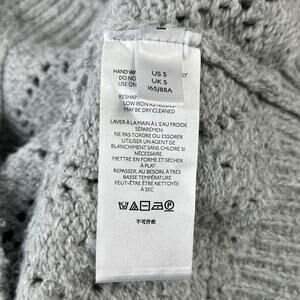 HAND WA
LY
DO NO
USE ON
US S
UK S
165/88A
RESHAP
LOW IRON AS NEEDED
MAY BE DRY CLEANED
LAVER À LA MAIN À L'EAU FROIDE
SÉPARÉMEN
NE PAS TORDRE OU ESSORER
UTILISER UN AGENT DE
BLANCHIMENT SANS CHLORE SI
NÉCESSAIRE
METTRE EN FORME ET SÉCHER
À PLAT
REPASSER, AU BESOIN, À TRÈS
BASSE TEMPÉRATURE
PEUT-ÊTRE ÊTRE NETTOYÉE
À SEC
不可拧干